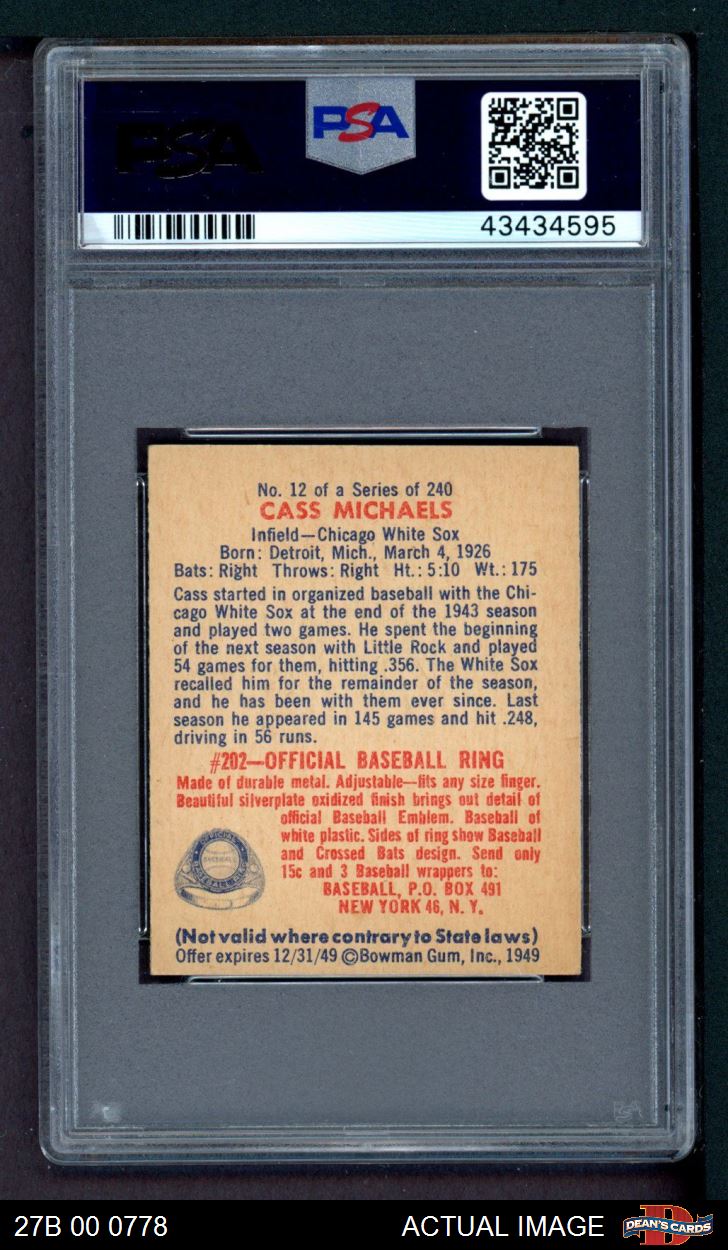 PSA
PSA
43434595
No. 12 of a Series of 240
CASS MICHAELS
Infield—Chicago White Sox
Born: Detroit, Mich., March 4, 1926
Bats: Right Throws: Right Ht.: 5:10 Wt.: 175
Cass started in organized baseball with the Chi-
cago White Sox at the end of the 1943 season
and played two games. He spent the beginning
of the next season with Little Rock and played
54 games for them, hitting .356. The White Sox
recalled him for the remainder of the season,
and he has been with them ever since. Last
season he appeared in 145 games and hit .248,
driving in 56 runs.
#202—OFFICIAL BASEBALL RING
Made of durable metal. Adjustable—fits any size finger.
Beautiful silverplate oxidized finish brings out detail of
official Baseball Emblem. Baseball of
white plastic. Sides of ring show Baseball
and Crossed Bats design. Send only
15c and 3 Baseball wrappers to:
BASEBALL, P.O. BOX 491
NEW YORK 46, N. Y.
OFFICIAL
BASEBALL
(Not valid where contrary to State laws)
Offer expires 12/31/49 ©Bowman Gum, Inc., 1949
PSA
27B 00 0778
ACTUAL IMAGE
DEAN'S CARDS